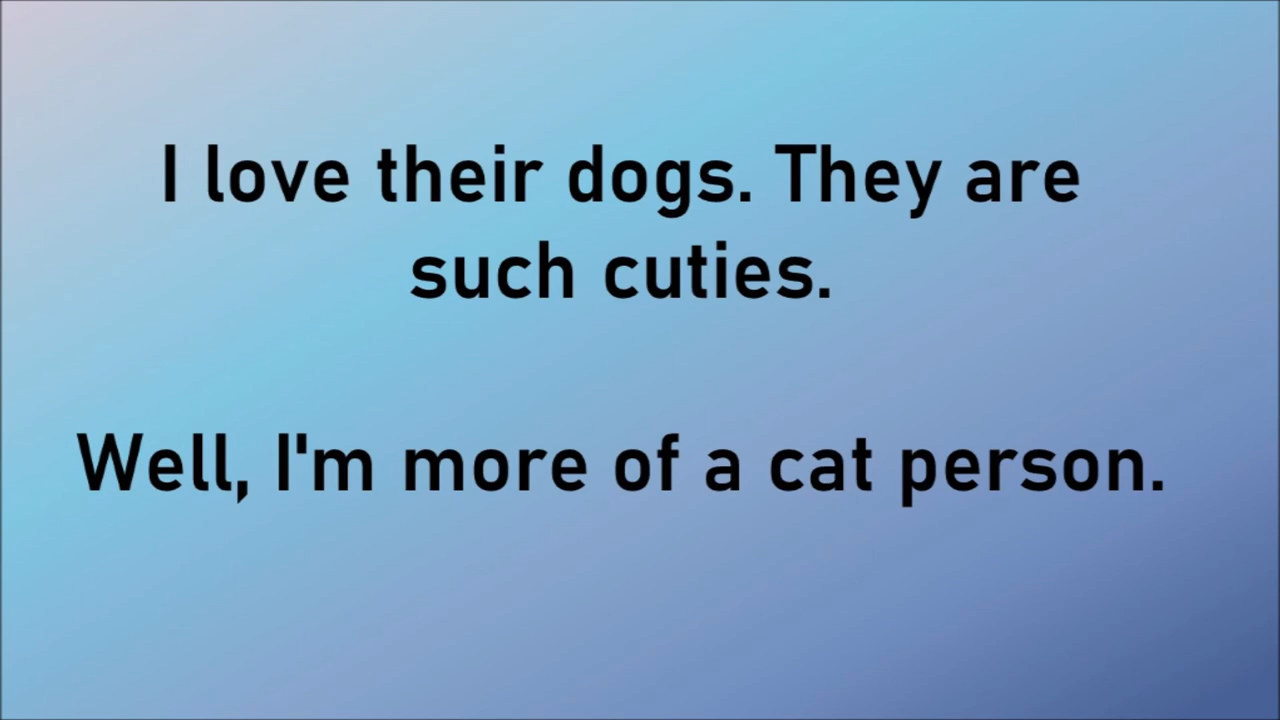 I love their dogs. They are
such cuties.
Well, I'm more of a cat person.